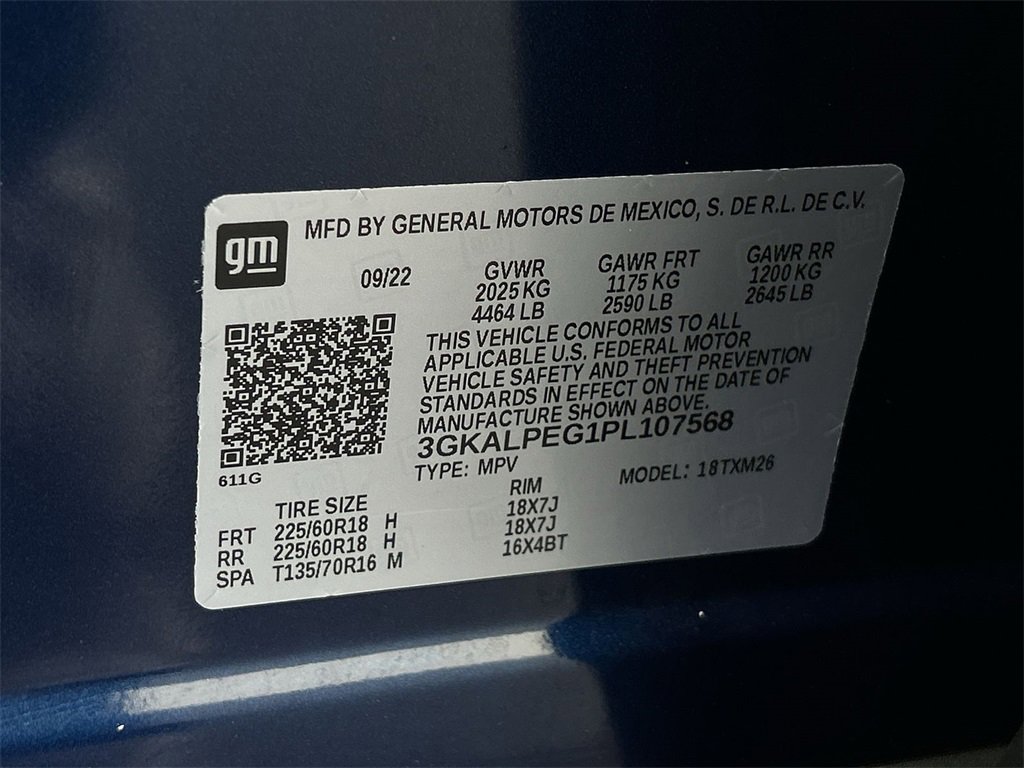 gm
MFD BY GENERAL MOTORS DE MEXICO, S. DE R.L. DE C.V.
09/22 GVWR GAWR FRT GAWR RR
2025 KG 1175 KG 1200 KG
4464 LB 2590 LB 2645 LB
THIS VEHICLE CONFORMS TO ALL
APPLICABLE U.S. FEDERAL MOTOR
VEHICLE SAFETY AND THEFT PREVENTION
STANDARDS IN EFFECT ON THE DATE OF
MANUFACTURE SHOWN ABOVE.
3GKALPEG1PL107568
611G
TYPE: MPV MODEL: 18TXM26
TIRE SIZE RIM
FRT 225/60R18 H 18X7J
RR 225/60R18 H 18X7J
SPA T135/70R16 M 16X4BT